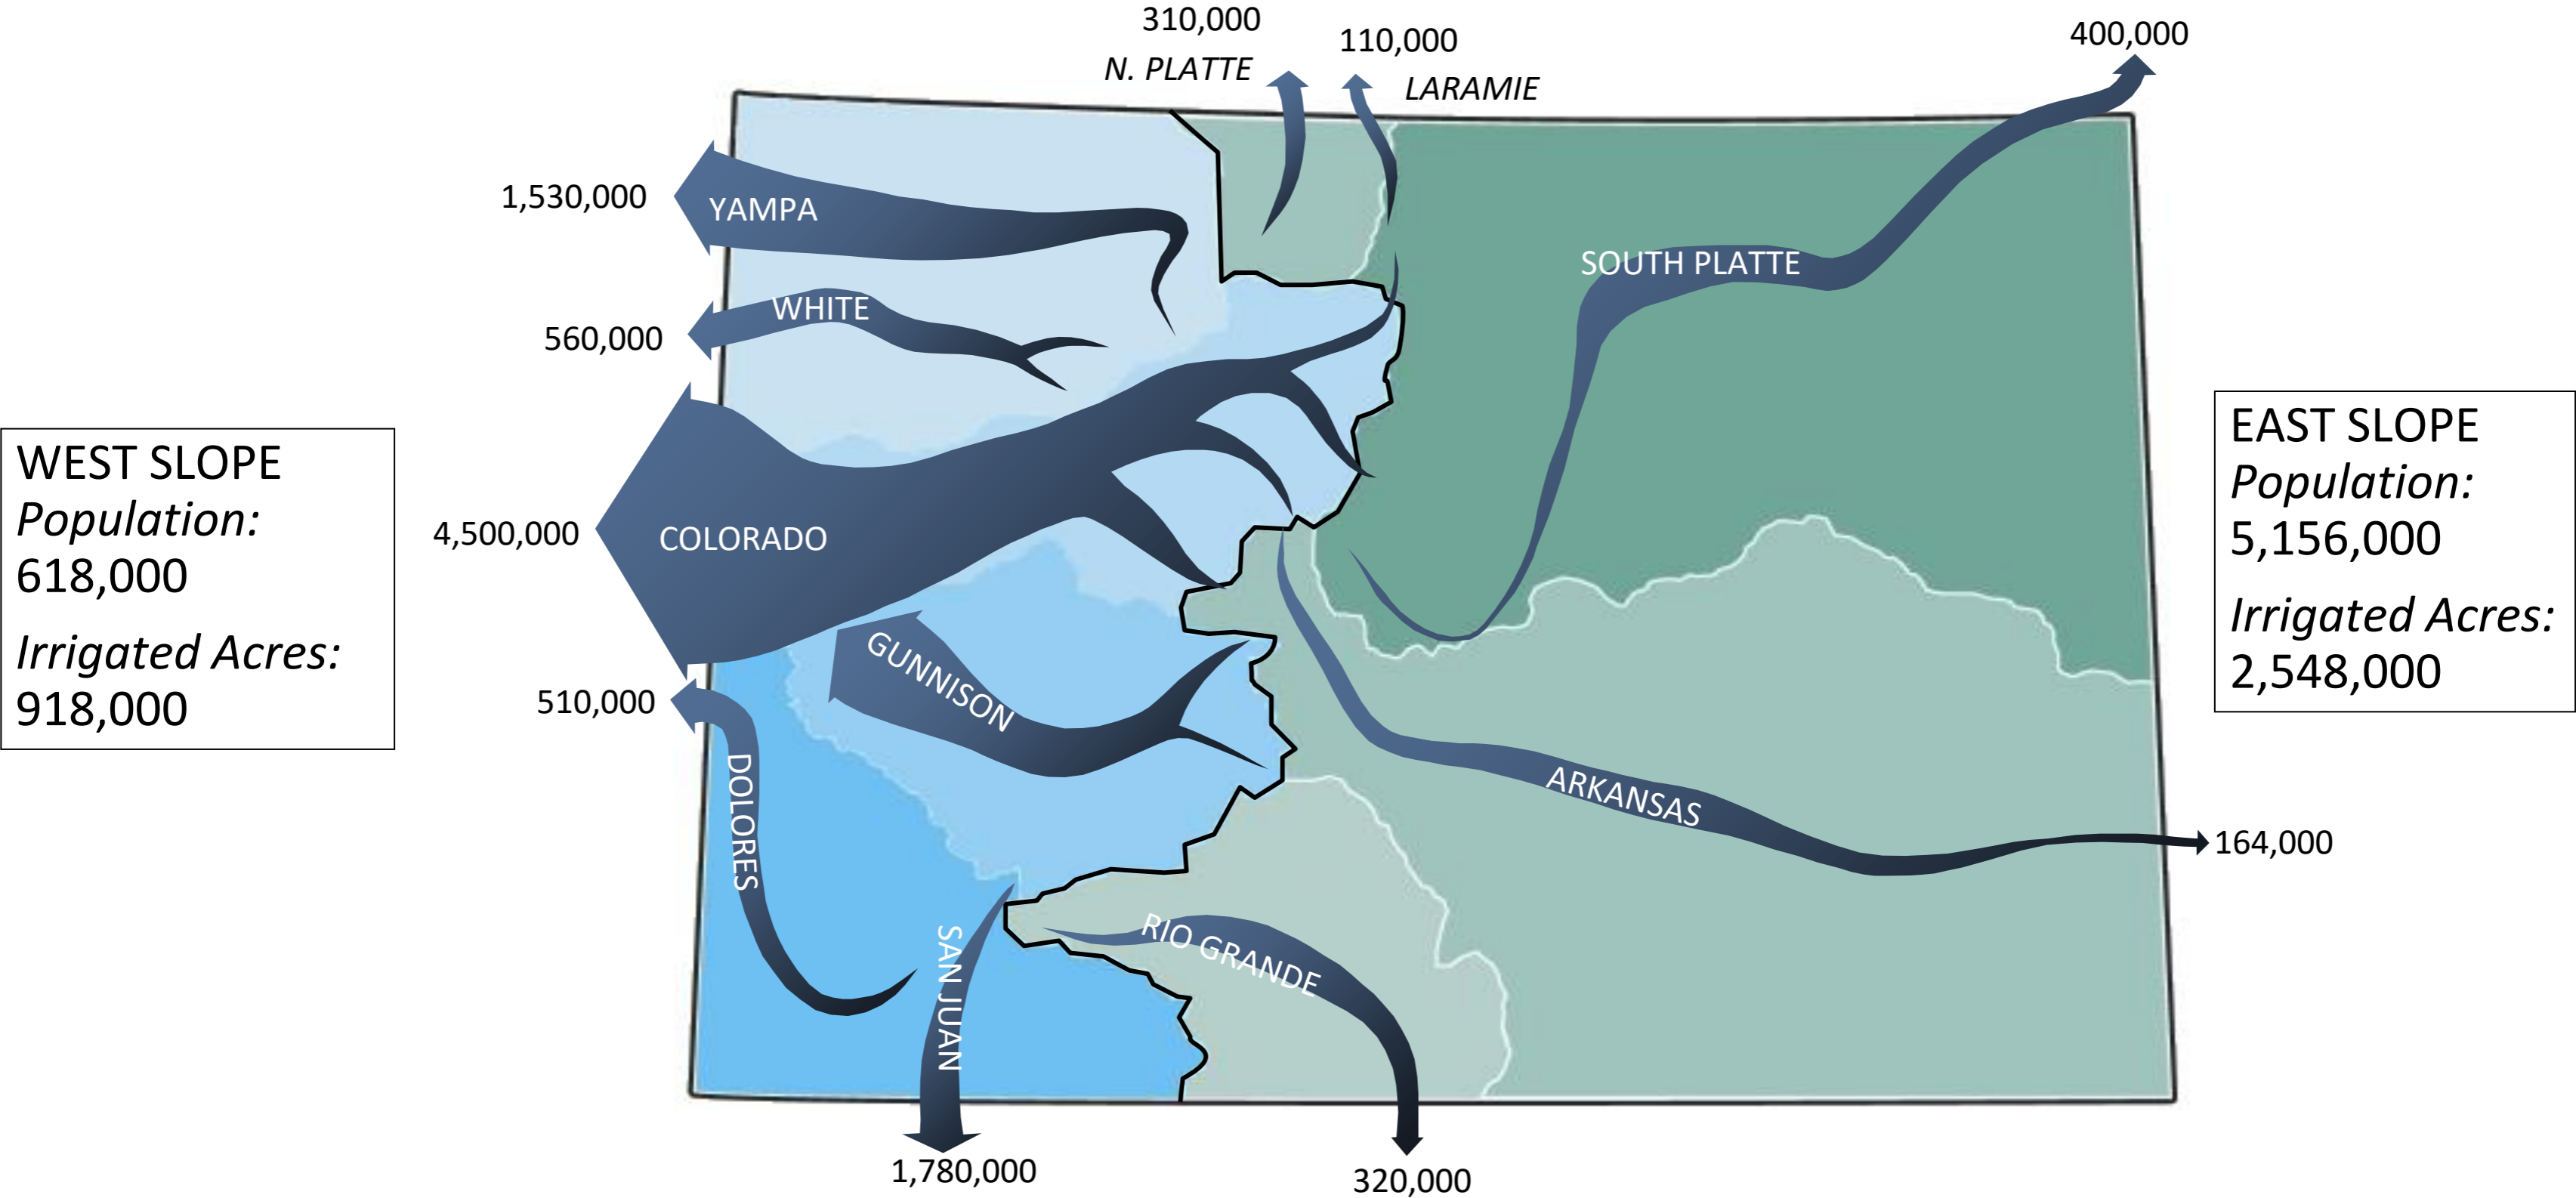 310,000
110,000
400,000
N. PLATTE
LARAMIE
1,530,000
YAMPA
SOUTH PLATTE
WHITE
560,000
WEST SLOPE
Population:
618,000
Irrigated Acres:
918,000
4,500,000
COLORADO
EAST SLOPE
Population:
5,156,000
Irrigated Acres:
2,548,000
GUNNISON
510,000
DOLORES
ARKANSAS
164,000
SAN JUAN
RIO GRANDE
1,780,000
320,000